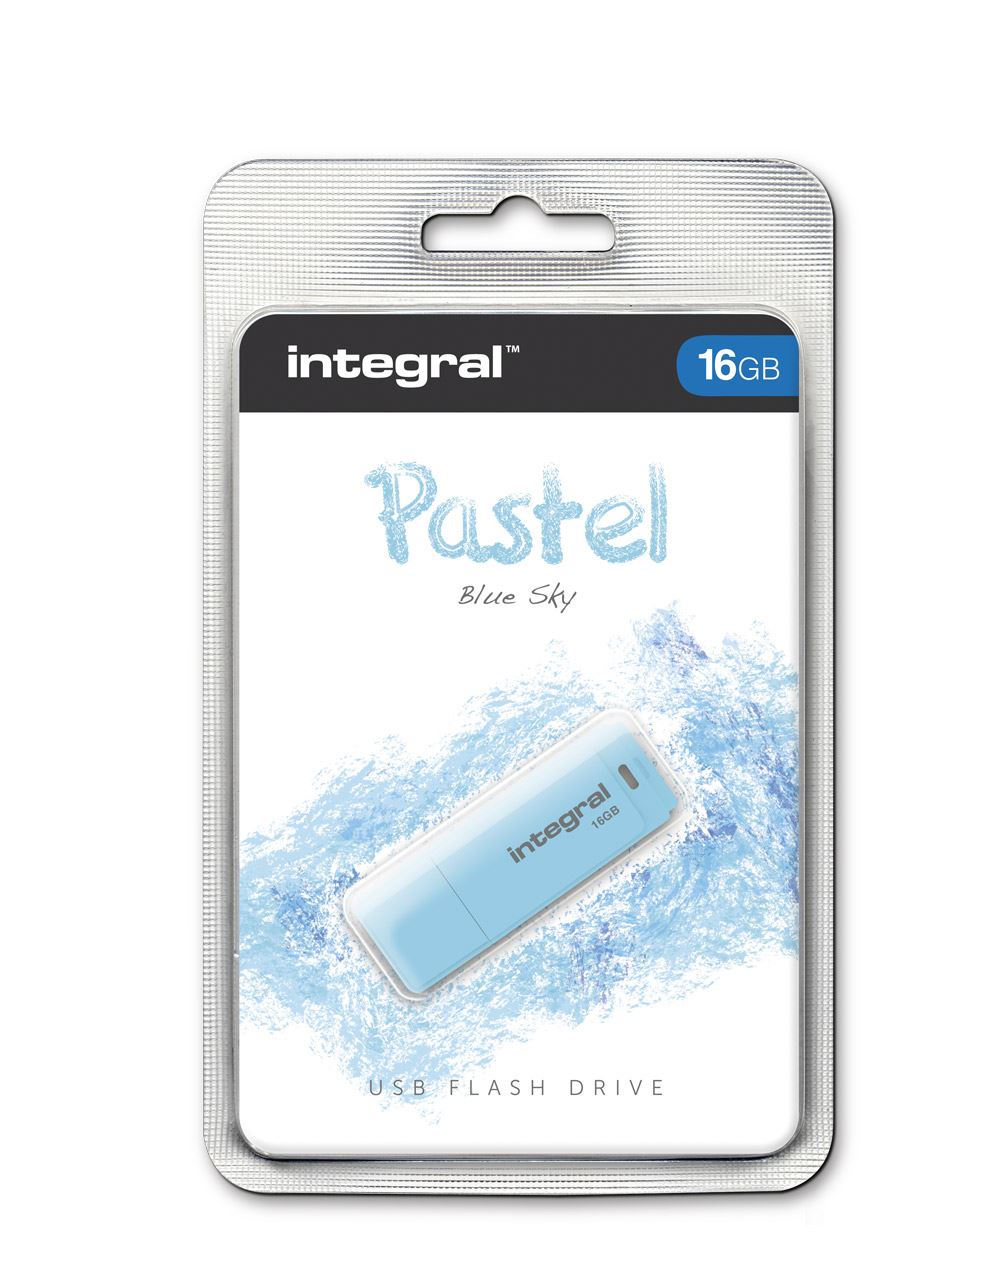 integral™
16GB
Pastel
Blue Sky
integral
16GB
USB FLASH DRIVE